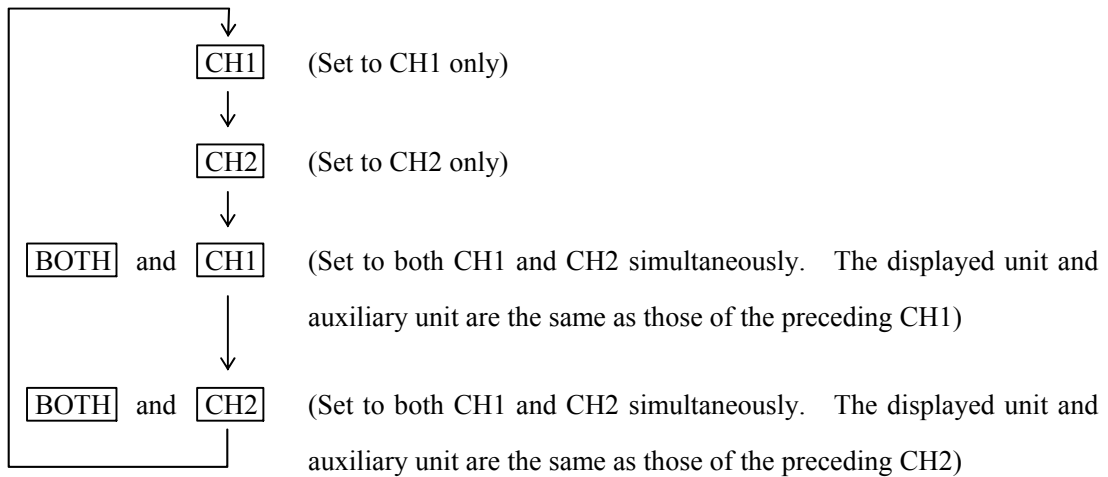 CH1 (Set to CH1 only)
CH2 (Set to CH2 only)
BOTH and CH1 (Set to both CH1 and CH2 simultaneously. The displayed unit and
auxiliary unit are the same as those of the preceding CH1)
BOTH and CH2 (Set to both CH1 and CH2 simultaneously. The displayed unit and
auxiliary unit are the same as those of the preceding CH2)